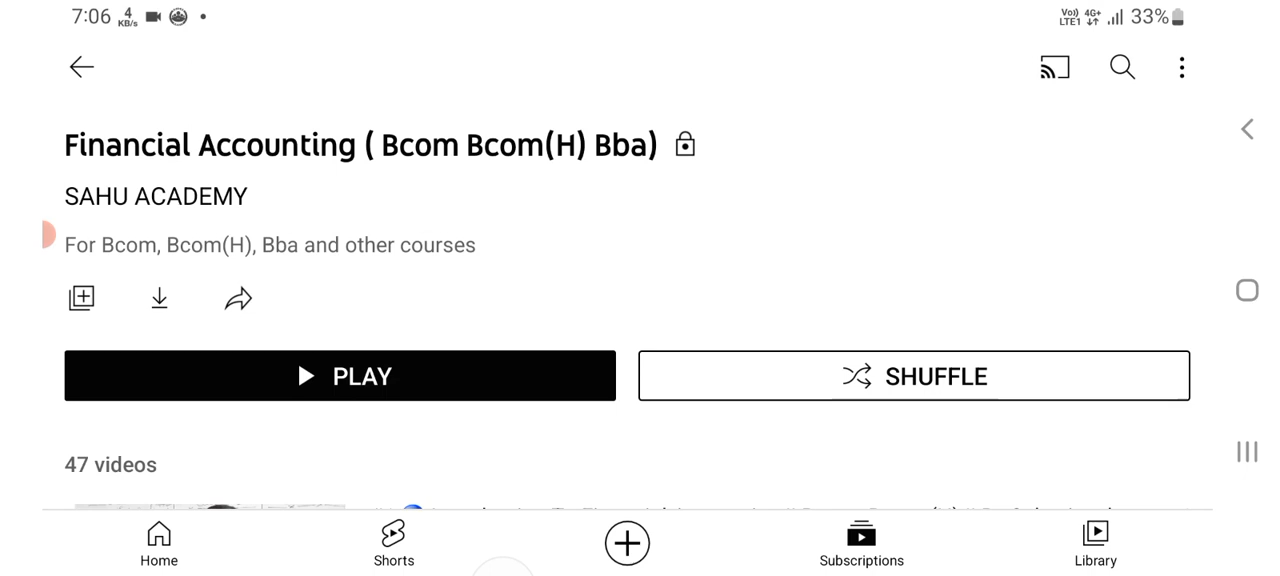 7:06 4 KB/s Vo)) LTE1 4G+ 33%
Financial Accounting ( Bcom Bcom(H) Bba)
SAHU ACADEMY
For Bcom, Bcom(H), Bba and other courses
PLAY SHUFFLE
47 videos
Home Shorts Subscriptions Library